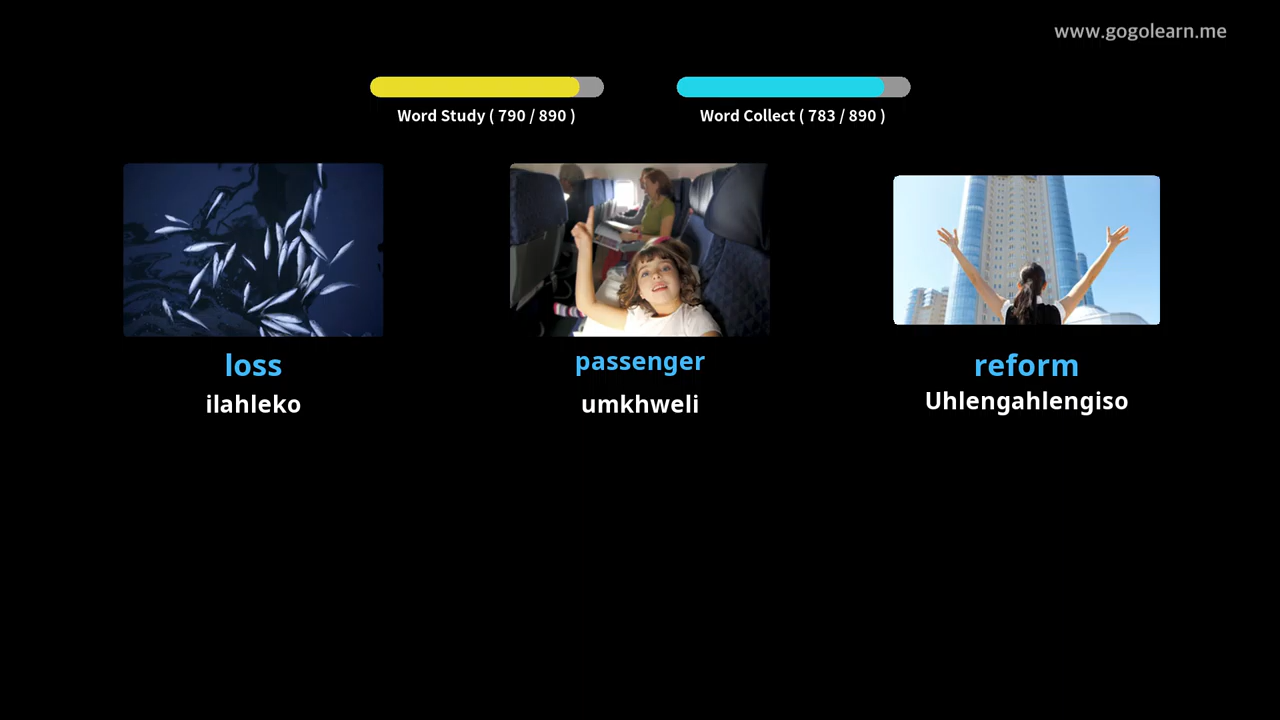 www.gogolearn.me
Word Study ( 790 / 890 )
Word Collect ( 783 / 890 )
loss
ilahleko
passenger
umkhweli
reform
Uhlengahlengiso